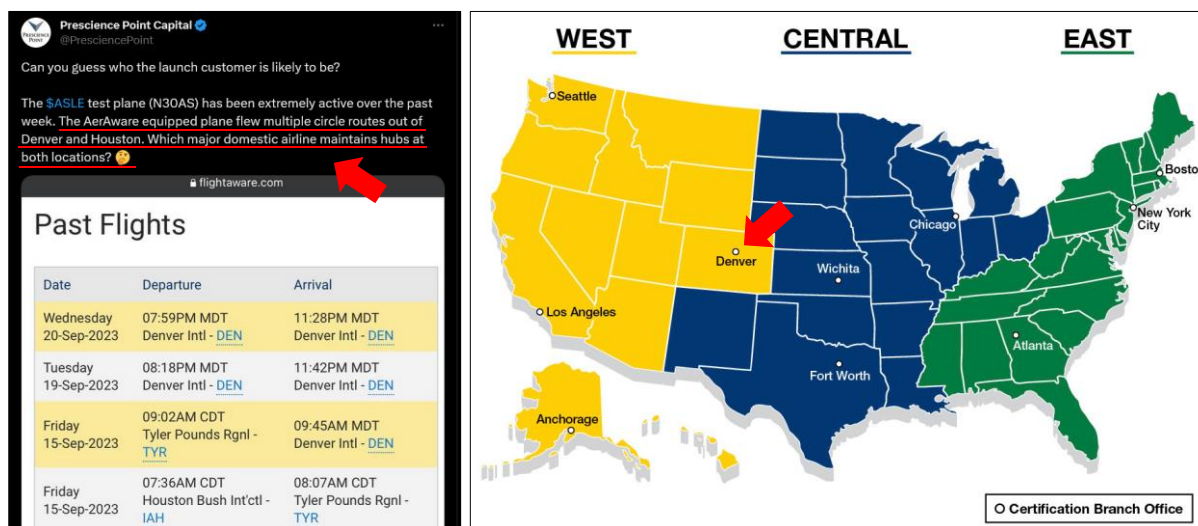 Prescience Point Capital
@PresciencePoint
Can you guess who the launch customer is likely to be?
The $ASLE test plane (N30AS) has been extremely active over the past
week. The AerAware equipped plane flew multiple circle routes out of
Denver and Houston. Which major domestic airline maintains hubs at
both locations? 🤔
flightaware.com
Past Flights
Date Departure Arrival
Wednesday
20-Sep-2023
07:59PM MDT
Denver Intl - DEN
11:28PM MDT
Denver Intl - DEN
Tuesday
19-Sep-2023
08:18PM MDT
Denver Intl - DEN
11:42PM MDT
Denver Intl - DEN
Friday
15-Sep-2023
09:02AM CDT
Tyler Pounds Rgnl -
TYR
09:45AM MDT
Denver Intl - DEN
Friday
15-Sep-2023
07:36AM CDT
Houston Bush Int'ctl -
IAH
08:07AM CDT
Tyler Pounds Rgnl -
TYR
WEST CENTRAL EAST
Seattle
Boston
New York
City
Chicago
Denver
Wichita
Los Angeles
Atlanta
Fort Worth
Anchorage
Certification Branch Office